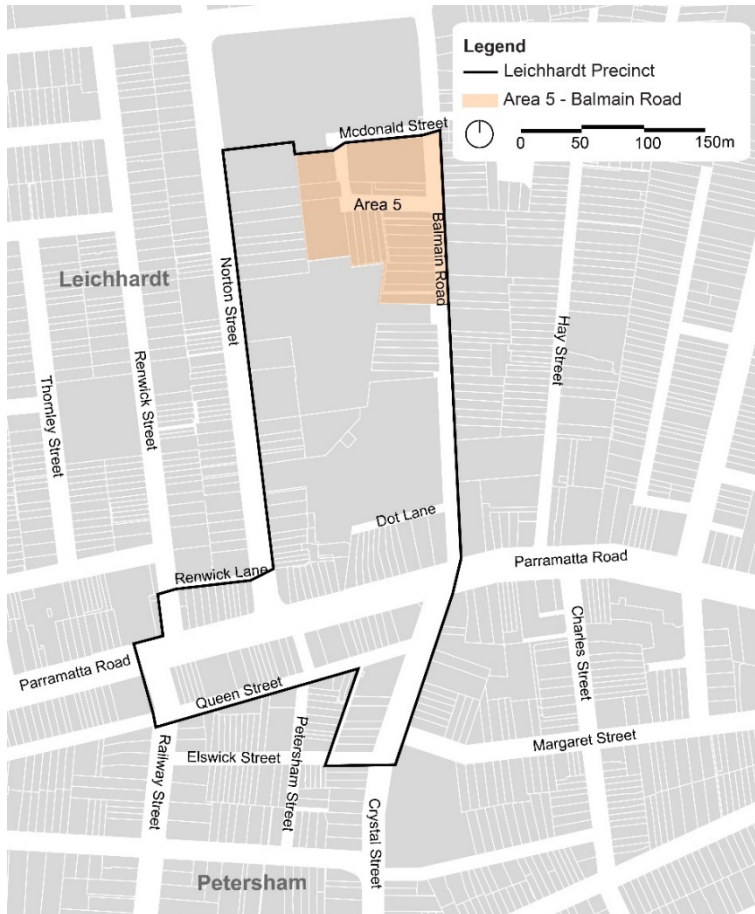 Legend
Leichhardt Precinct
Area 5 - Balmain Road
0 50 100 150m
Mcdonald Street
Area 5
Balmain Road
Leichhardt
Norton Street
Hay Street
Renwick Street
Thornley Street
Dot Lane
Parramatta Road
Renwick Lane
Charles Street
Parramatta Road
Queen Street
Petersham Street
Margaret Street
Railway Street
Elswick Street
Crystal Street
Petersham